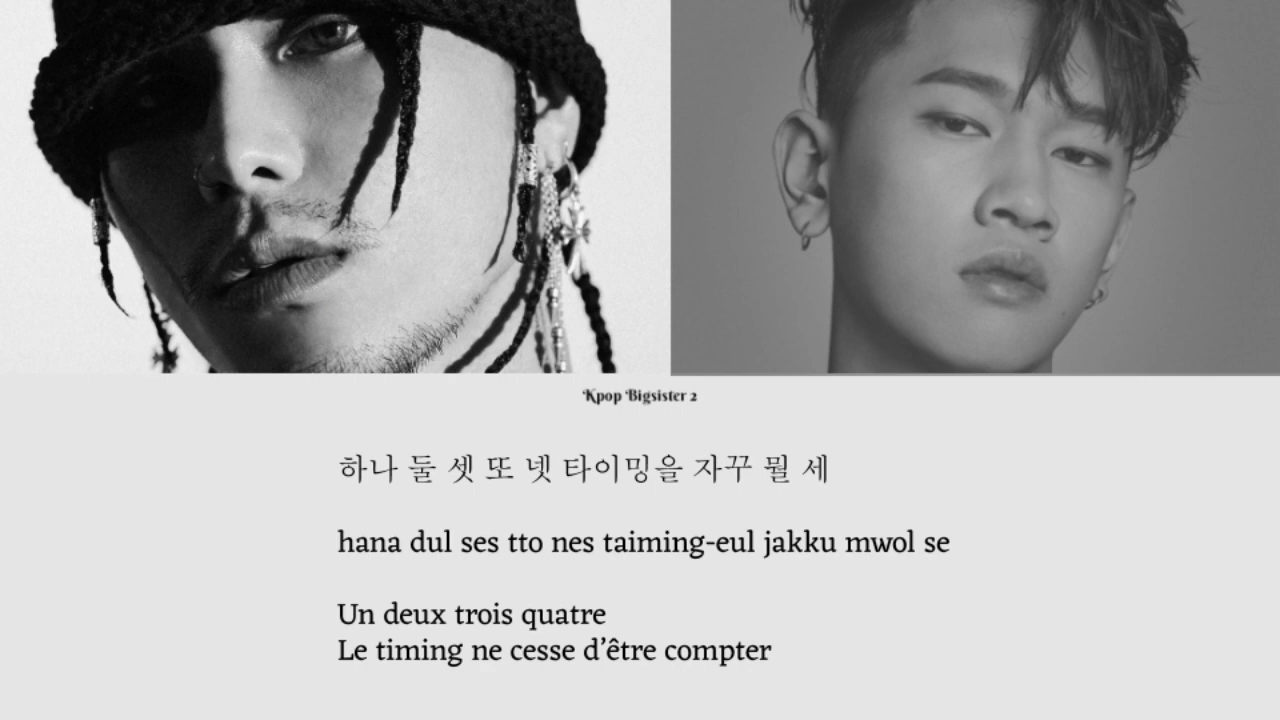 Kpop Bigsister 2
하나 둘 셋 또 넷 타이밍을 자꾸 뭘 세
hana dul ses tto nes taiming-eul jakku mwol se
Un deux trois quatre
Le timing ne cesse d’être compter